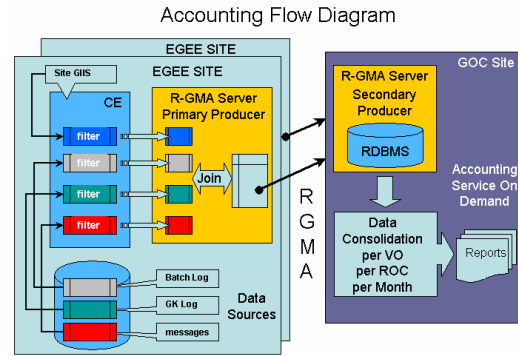 Accounting Flow Diagram
EGEE SITE
EGEE SITE
Site GIIS
CE
R-GMA Server
Primary Producer
filter
filter
filter
filter
Join
Batch Log
GK Log
messages
Data
Sources
R
G
M
A
GOC Site
R-GMA Server
Secondary
Producer
RDBMS
Accounting
Service On
Demand
Data
Consolidation
per VO
per ROC
per Month
Reports